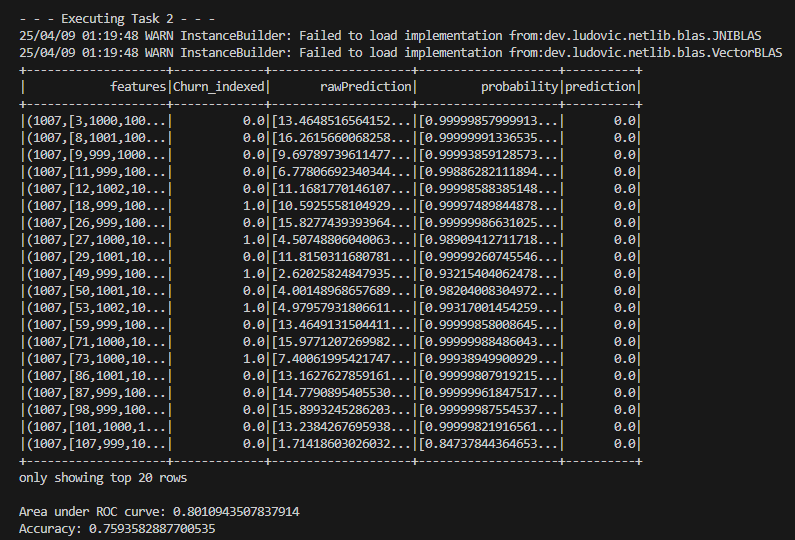 - - - Executing Task 2 - - -
25/04/09 01:19:48 WARN InstanceBuilder: Failed to load implementation from:dev.ludovic.netlib.blas.JNIBLAS
25/04/09 01:19:48 WARN InstanceBuilder: Failed to load implementation from:dev.ludovic.netlib.blas.VectorBLAS
+--------------------+-------------+--------------------+--------------------+----------+
|            features|Churn_indexed|       rawPrediction|         probability|prediction|
+--------------------+-------------+--------------------+--------------------+----------+
|(1007,[3,1000,100...|          0.0|[13.4648516564152...|[0.99999857999913...|       0.0|
|(1007,[8,1001,100...|          0.0|[16.2615660068258...|[0.99999991336535...|       0.0|
|(1007,[9,999,1000...|          0.0|[9.69789739611477...|[0.99993859128573...|       0.0|
|(1007,[11,999,100...|          0.0|[6.77806692340344...|[0.99886282111894...|       0.0|
|(1007,[12,1002,10...|          0.0|[11.1681770146107...|[0.99998588385148...|       0.0|
|(1007,[18,999,100...|          1.0|[10.5925558104929...|[0.99997489844878...|       0.0|
|(1007,[26,999,100...|          0.0|[15.8277439393964...|[0.99999986631025...|       0.0|
|(1007,[27,1000,10...|          1.0|[4.50748806040063...|[0.98909412711718...|       0.0|
|(1007,[29,1001,10...|          0.0|[11.8150311680781...|[0.99999260745546...|       0.0|
|(1007,[49,999,100...|          1.0|[2.62025824847935...|[0.93215404062478...|       0.0|
|(1007,[50,1001,10...|          0.0|[4.00148968657689...|[0.98204008304972...|       0.0|
|(1007,[53,1002,10...|          1.0|[4.97957931806611...|[0.99317001454259...|       0.0|
|(1007,[59,999,100...|          0.0|[13.4649131504411...|[0.99999858008645...|       0.0|
|(1007,[71,1000,10...|          0.0|[15.9771207269982...|[0.99999988486043...|       0.0|
|(1007,[73,1000,10...|          1.0|[7.40061995421747...|[0.99938949900929...|       0.0|
|(1007,[86,1001,10...|          0.0|[13.1627627859161...|[0.99999807919215...|       0.0|
|(1007,[87,999,100...|          0.0|[14.7790895405530...|[0.99999961847517...|       0.0|
|(1007,[98,999,100...|          0.0|[15.8993245286203...|[0.99999987554537...|       0.0|
|(1007,[101,1000,1...|          0.0|[13.2384267695938...|[0.99999821916561...|       0.0|
|(1007,[107,999,10...|          0.0|[1.71418603026032...|[0.84737844364653...|       0.0|
+--------------------+-------------+--------------------+--------------------+----------+
only showing top 20 rows
Area under ROC curve: 0.8010943507837914
Accuracy: 0.7593582887700535